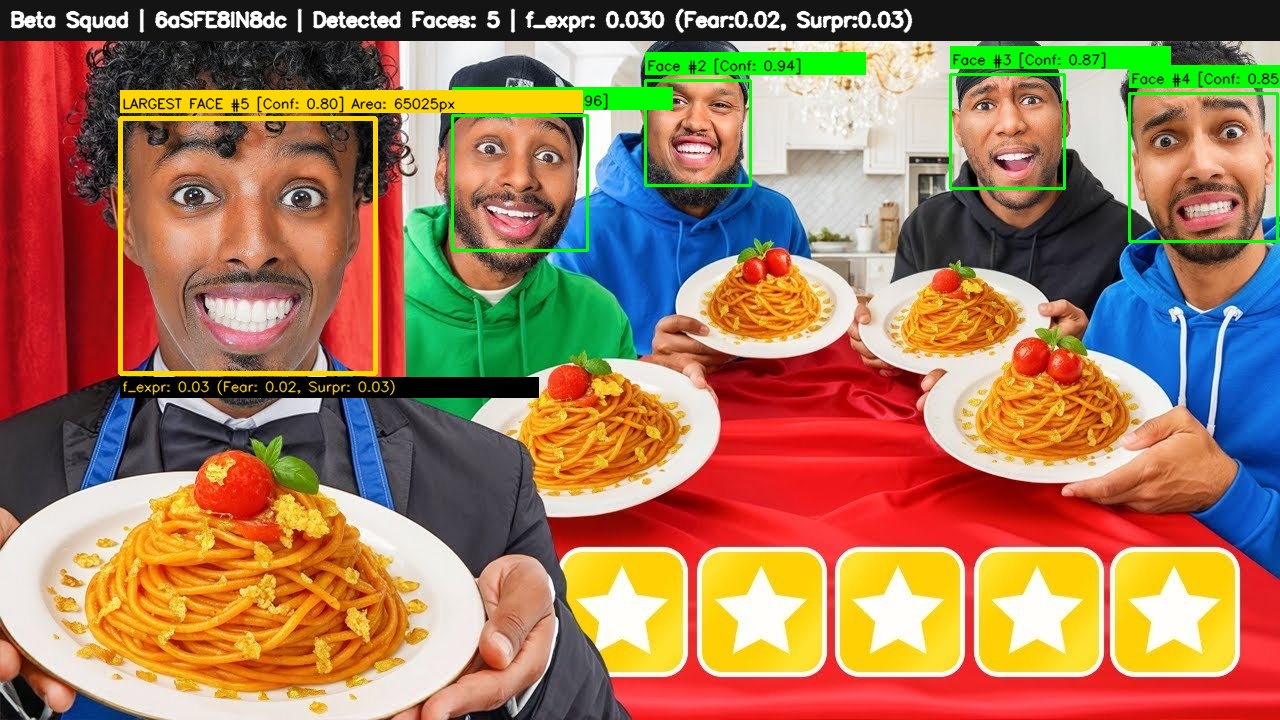 Beta Squad | 6aSFE8IN8dc | Detected Faces: 5 | f_expr: 0.030 (Fear:0.02, Surpr:0.03)
Face #3 [Conf: 0.87]
Face #2 [Conf: 0.94]
Face #4 [Conf: 0.85
LARGEST FACE #5 [Conf: 0.80] Area: 65025px
96]
f_expr: 0.03 (Fear: 0.02, Surpr: 0.03)